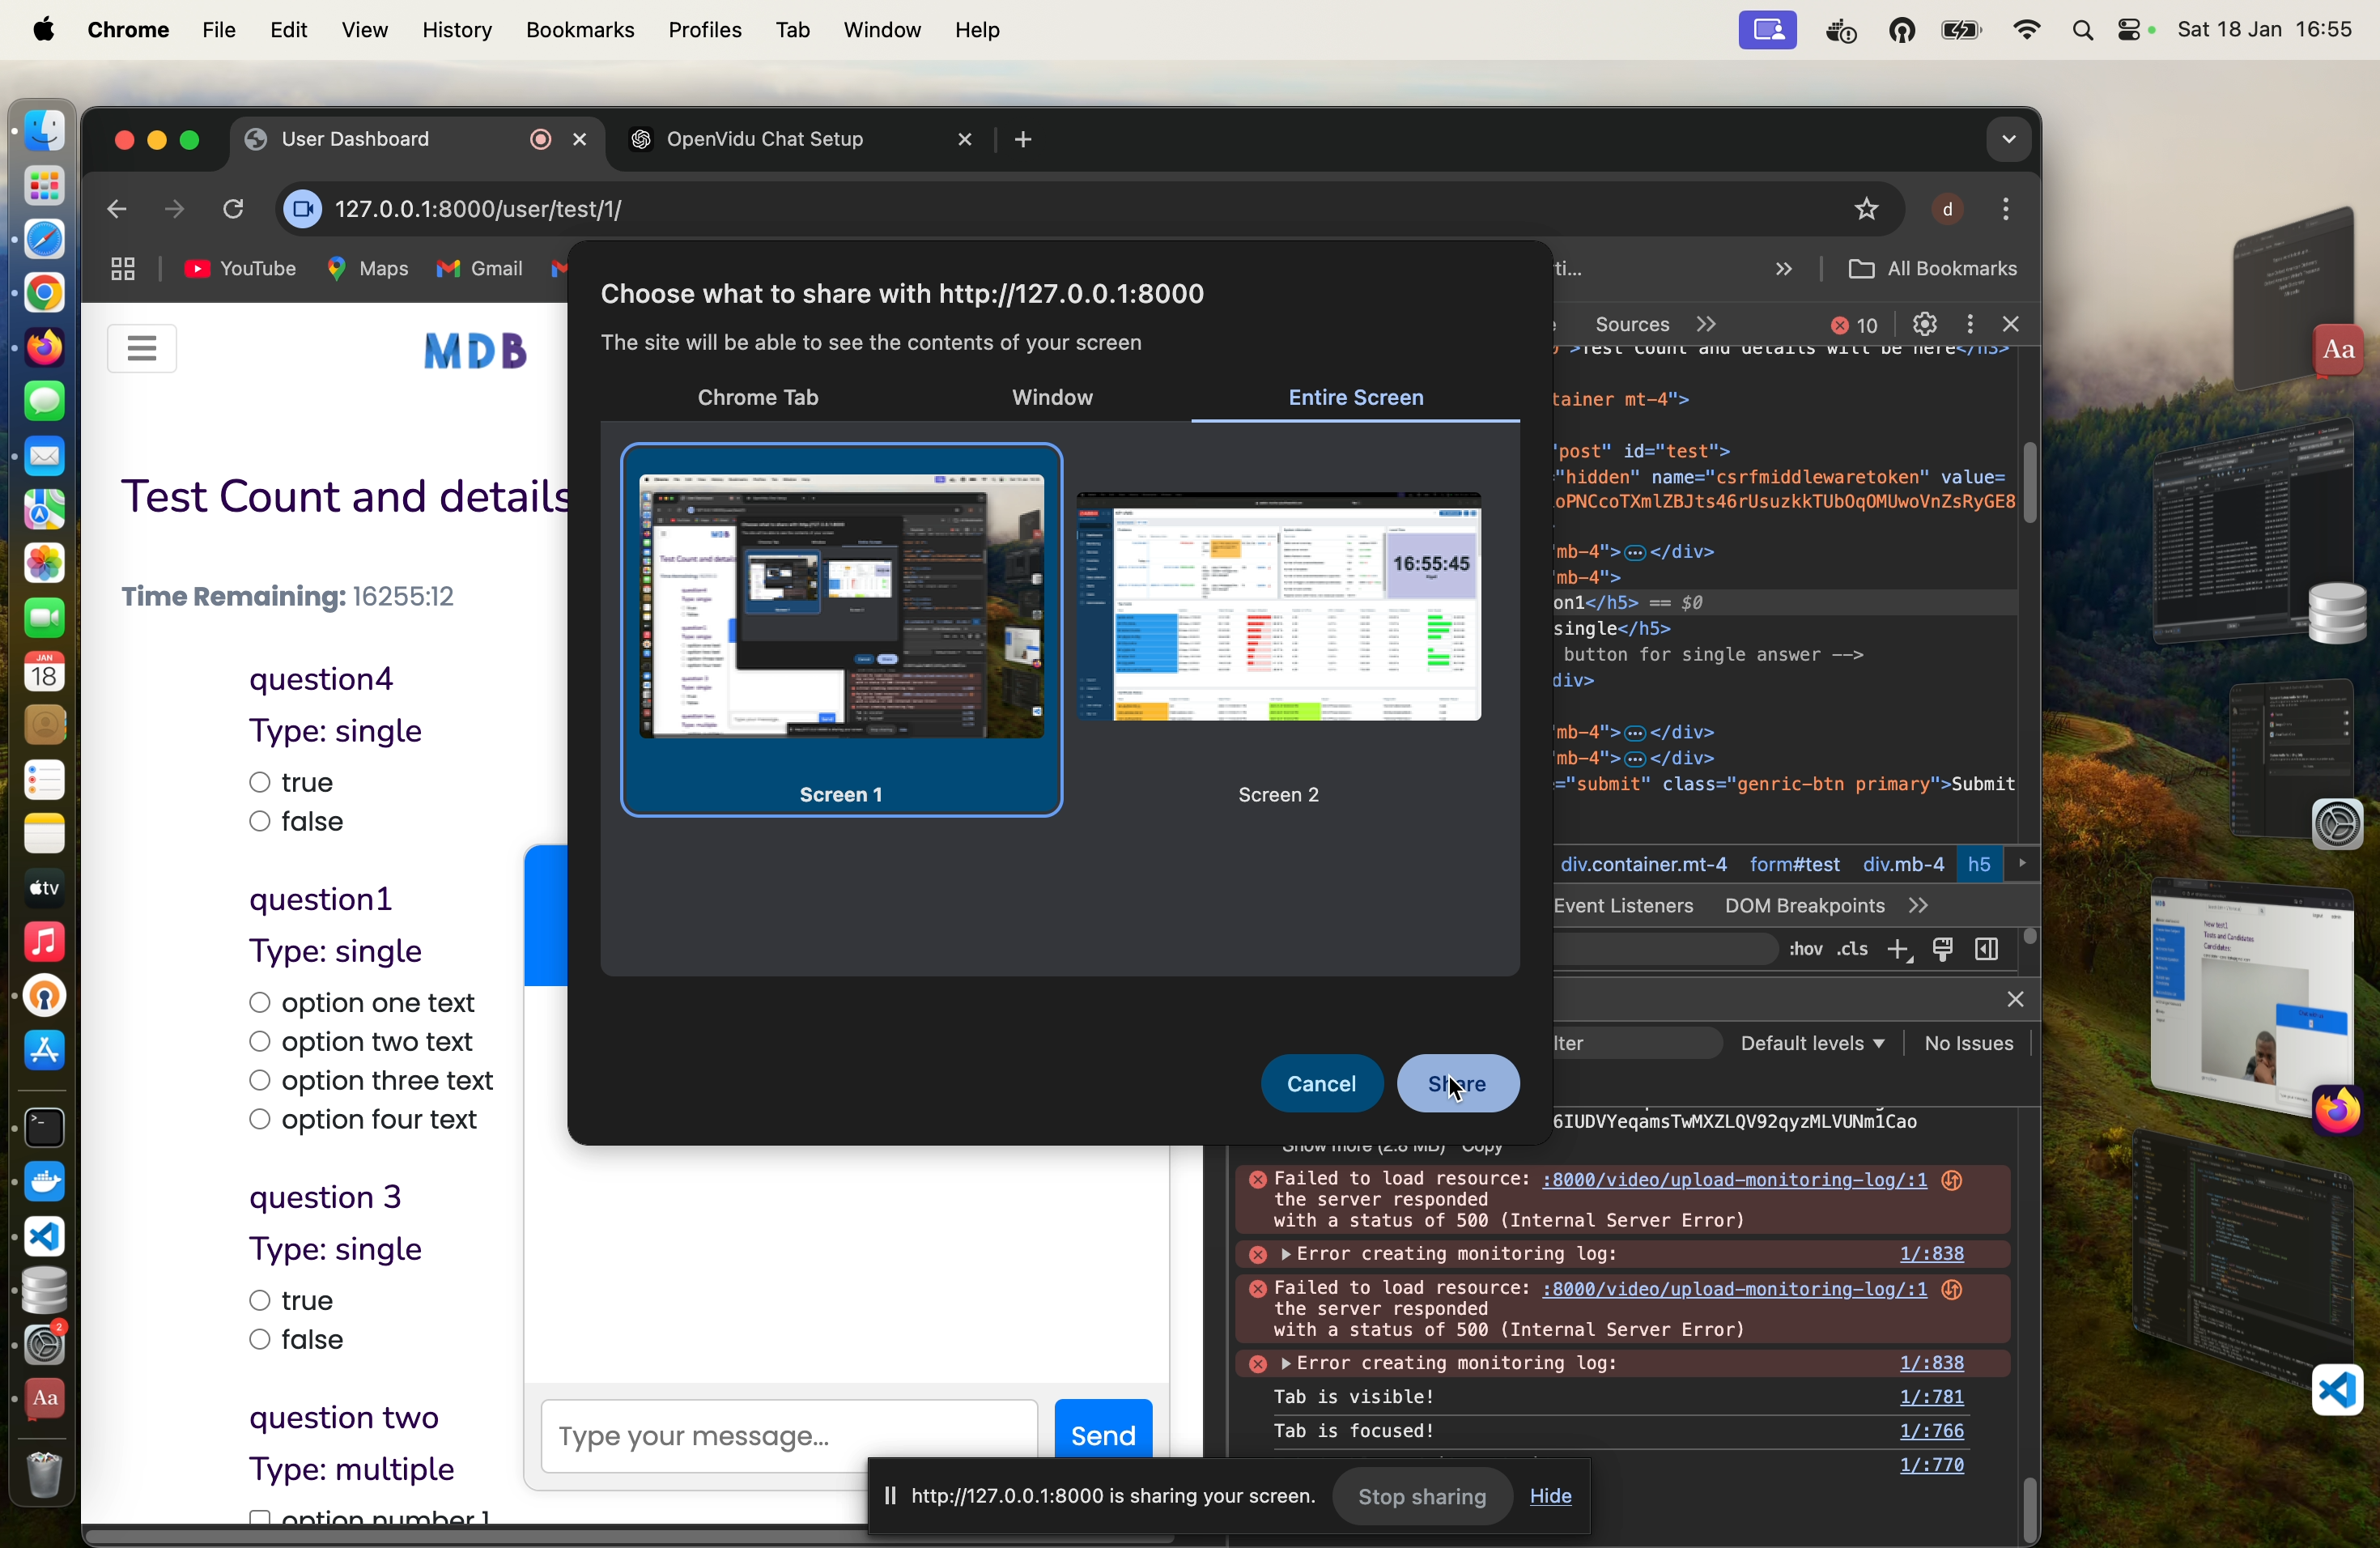 Chrome File Edit View History Bookmarks Profiles Tab Window Help
Sat 18 Jan 16:55
User Dashboard
OpenVidu Chat Setup
127.0.0.1:8000/user/test/1/
d
YouTube Maps Gmail
ti...
All Bookmarks
MDB
Test Count and details
Time Remaining: 16255:12
question4
Type: single
true
false
question1
Type: single
option one text
option two text
option three text
option four text
question 3
Type: single
true
false
question two
Type: multiple
option number 1
Type your message...
Send
Choose what to share with http://127.0.0.1:8000
The site will be able to see the contents of your screen
Chrome Tab Window Entire Screen
16:55:45
Screen 1
Screen 2
Cancel
Share
Sources
10
>Test Count and details will be here</h3>
tainer mt-4">
"post" id="test">
"hidden" name="csrfmiddlewaretoken" value=
oPNCcoTXmlZBJts46rUsuzkkTUbOqOMUwoVnZsRyGE8
"mb-4"> </div>
"mb-4">
on1</h5> == $0
single</h5>
button for single answer -->
div>
"mb-4"> </div>
"mb-4"> </div>
="submit" class="genric-btn primary">Submit
div.container.mt-4 form#test div.mb-4 h5
Event Listeners DOM Breakpoints
:hov .cls
lter
Default levels
No Issues
6IUDVYeqamsTwMXZLQV92qyzMLVUNm1Cao
Show more (2.8 MB) Copy
Failed to load resource: :8000/video/upload-monitoring-log/:1
the server responded
with a status of 500 (Internal Server Error)
Error creating monitoring log: 1/:838
Failed to load resource: :8000/video/upload-monitoring-log/:1
the server responded
with a status of 500 (Internal Server Error)
Error creating monitoring log: 1/:838
Tab is visible! 1/:781
Tab is focused! 1/:766
1/:770
http://127.0.0.1:8000 is sharing your screen.
Stop sharing
Hide
JAN
18
tv
2
Aa
Aa